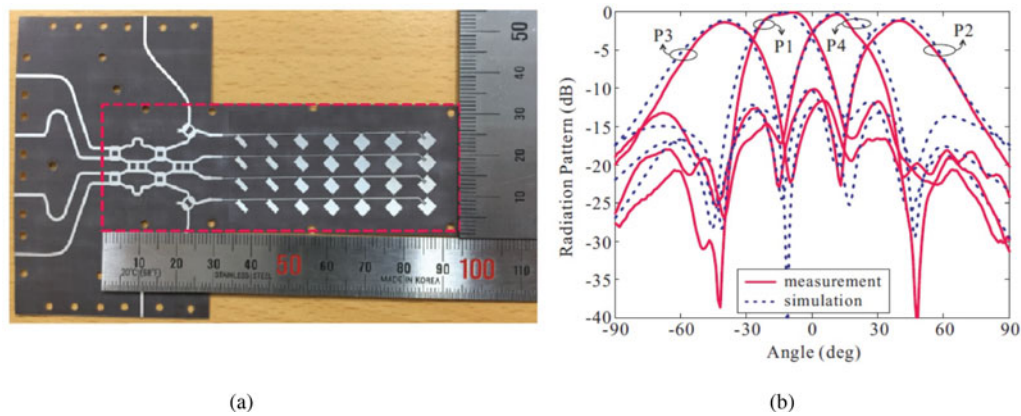 50
40
30
20
10
10 20 30 40 50 60 70 80 90 100 110
20°C(68°F)
STAINLESS STEEL
MADE IN KOREA
(a)
0
-5
-10
-15
-20
-25
-30
-35
-40
Radiation Pattern (dB)
P3
P1
P4
P2
measurement
simulation
-90 -60 -30 0 30 60 90
Angle (deg)
(b)